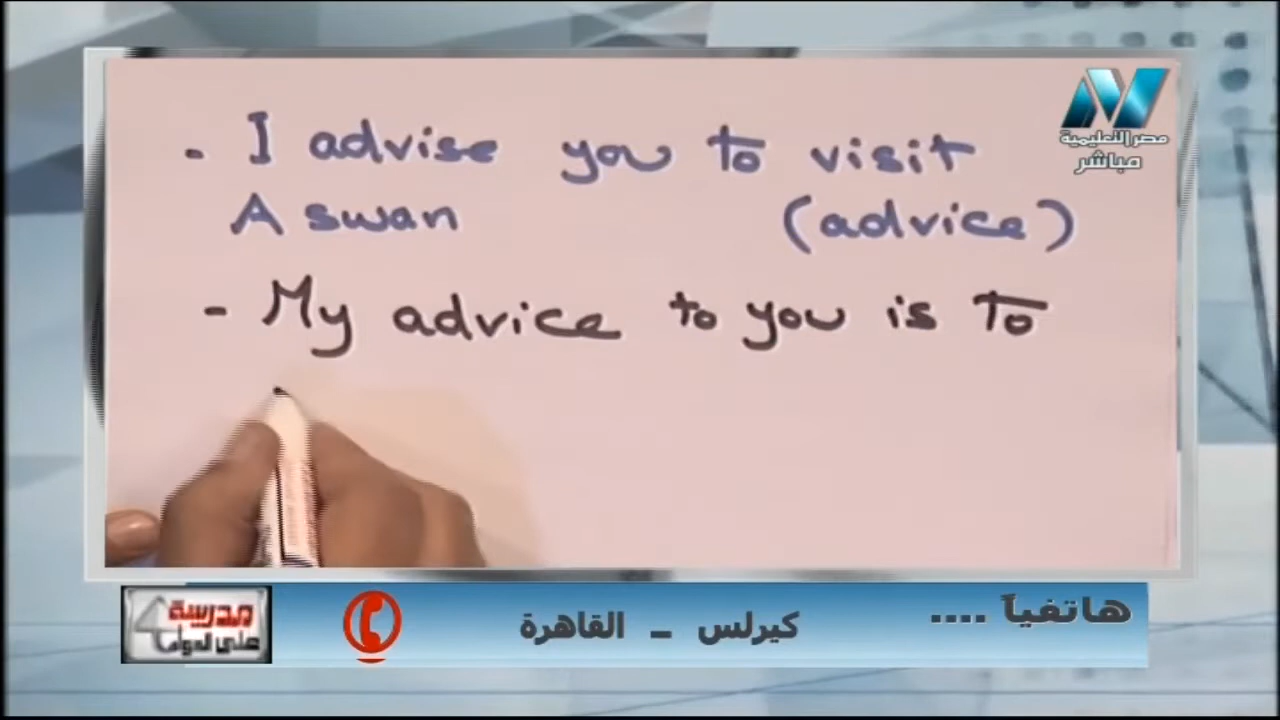 مصر التعليمية
مباشر
. I advise you to visit
Aswan (advice)
- My advice to you is to
هاتفياً ....
كيرلس - القاهرة
مدرسة
على الهواء